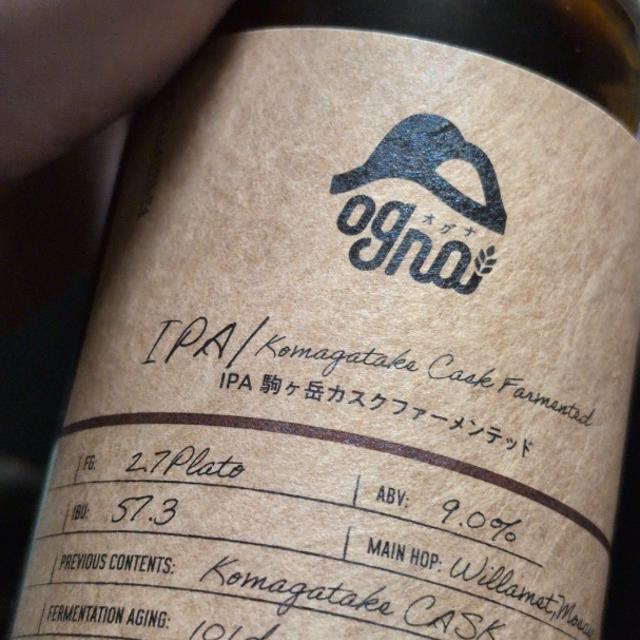 オグナ
ogna
IPA/Komagatake Cask Farmented
IPA 駒ヶ岳カスクファーメンテッド
FG: 2.7Plato
ABV: 9.0%
IBU: 57.3
MAIN HOP: Willamet,
PREVIOUS CONTENTS: Komagatake CASK
FERMENTATION AGING: